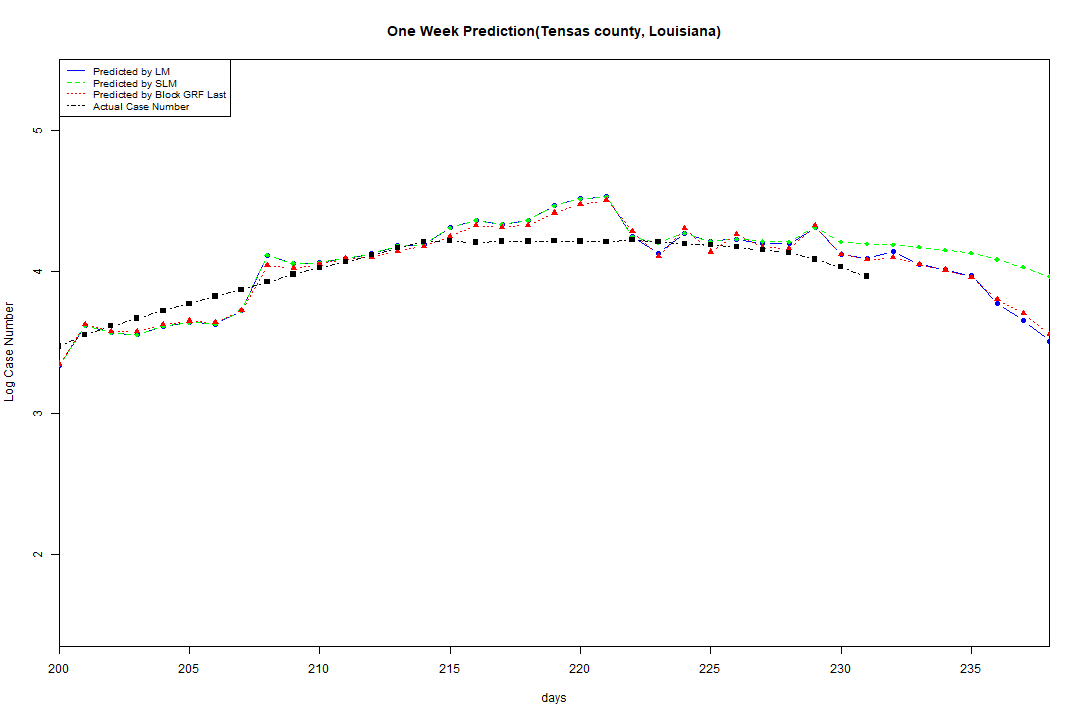 One Week Prediction(Tensas county, Louisiana)
Predicted by LM
Predicted by SLM
Predicted by Block GRF Last
Actual Case Number
5
4
3
2
Log Case Number
200 205 210 215 220 225 230 235
days